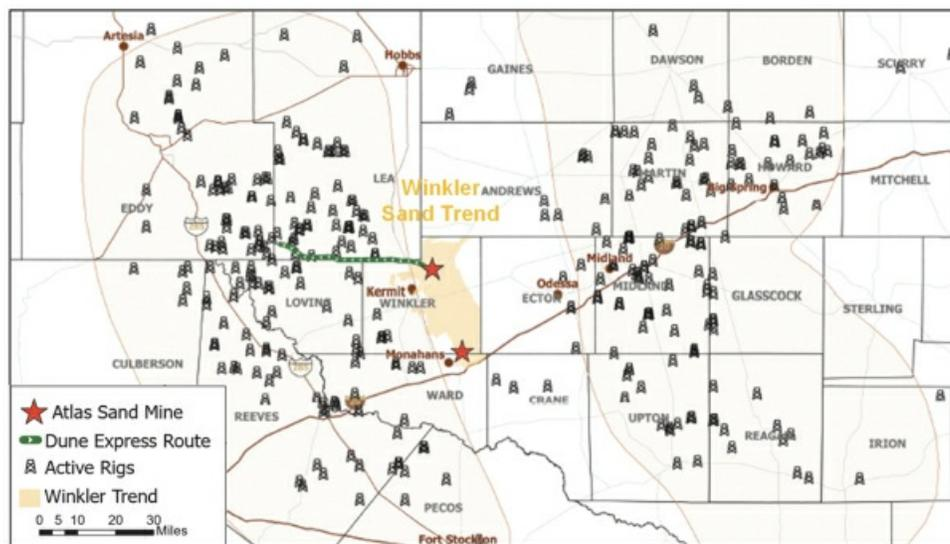 Artesia
Hobbs
GAINES
DAWSON
BORDEN
SCURRY
LEA
Winkler
Sand Trend
ANDREWS
MARTIN
HOWARD
Big Spring
MITCHELL
EDDY
285
Midland
Odessa
ECTOR
MIDLAND
GLASSCOCK
STERLING
Kermit
WINKLER
LOVING
CULBERSON
Monahans
WARD
CRANE
285
REEVES
UPTON
REAGAN
IRION
PECOS
Fort Stockton
Atlas Sand Mine
Dune Express Route
Active Rigs
Winkler Trend
0 5 10 20 30
Miles